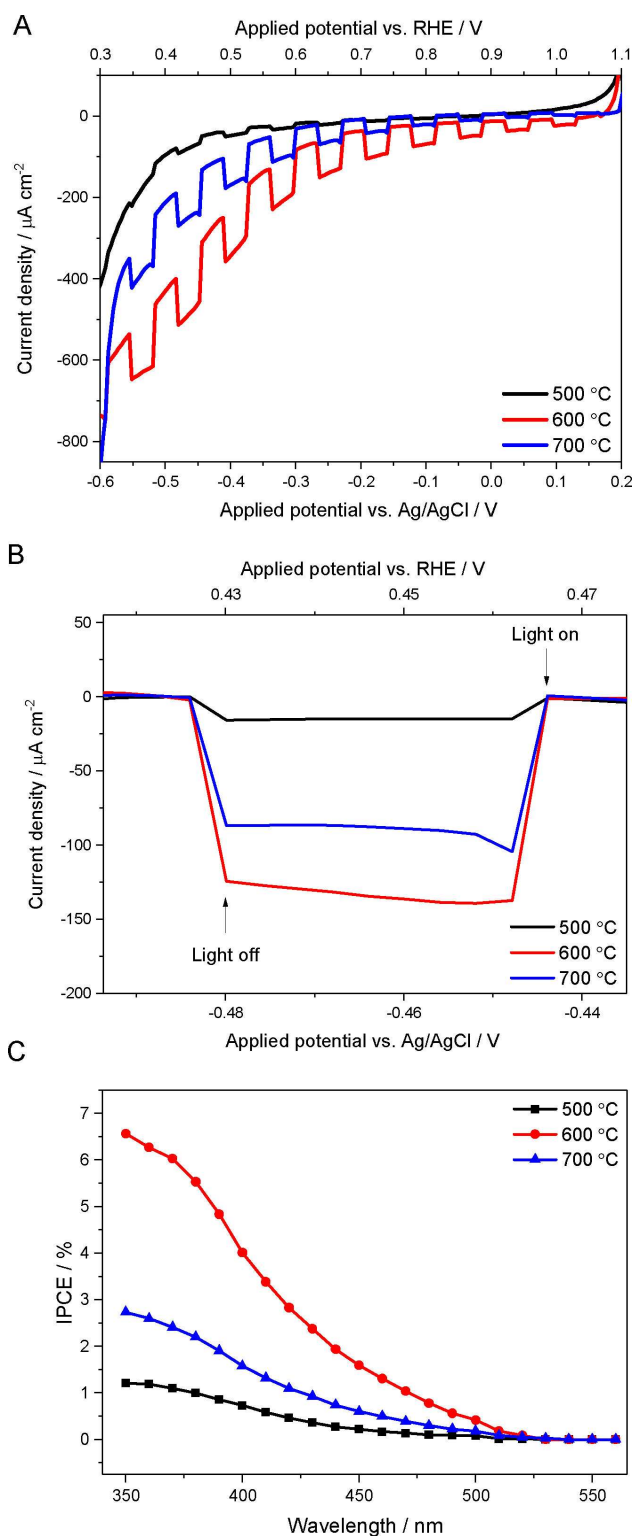 A
Applied potential vs. RHE / V
0.3 0.4 0.5 0.6 0.7 0.8 0.9 1.0 1.1
0
-200
-400
-600
-800
Current density / µA cm⁻²
500 °C
600 °C
700 °C
-0.6 -0.5 -0.4 -0.3 -0.2 -0.1 0.0 0.1 0.2
Applied potential vs. Ag/AgCl / V
B
Applied potential vs. RHE / V
0.43 0.45 0.47
50
0
-50
-100
-150
-200
Current density / µA cm⁻²
Light on
Light off
500 °C
600 °C
700 °C
-0.48 -0.46 -0.44
Applied potential vs. Ag/AgCl / V
C
7
6
5
4
3
2
1
0
IPCE / %
500 °C
600 °C
700 °C
350 400 450 500 550
Wavelength / nm